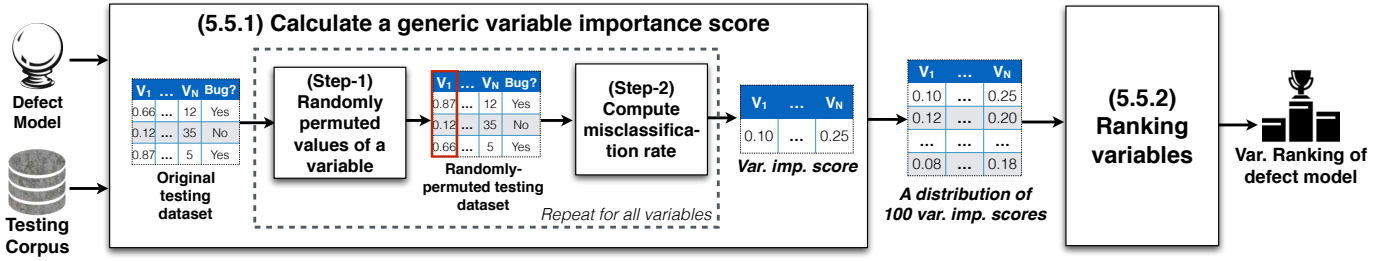 (5.5.1) Calculate a generic variable importance score
Defect
Model
Testing
Corpus
V1 ... VN Bug?
0.66 ... 12 Yes
0.12 ... 35 No
0.87 ... 5 Yes
Original
testing
dataset
(Step-1)
Randomly
permuted
values of a
variable
V1 ... VN Bug?
0.87 ... 12 Yes
0.12 ... 35 No
0.66 ... 5 Yes
Randomly-
permuted testing
dataset
(Step-2)
Compute
misclassifica-
tion rate
Repeat for all variables
V1 ... VN
0.10 ... 0.25
Var. imp. score
V1 ... VN
0.10 ... 0.25
0.12 ... 0.20
... ... ...
0.08 ... 0.18
A distribution of
100 var. imp. scores
(5.5.2)
Ranking
variables
Var. Ranking of
defect model